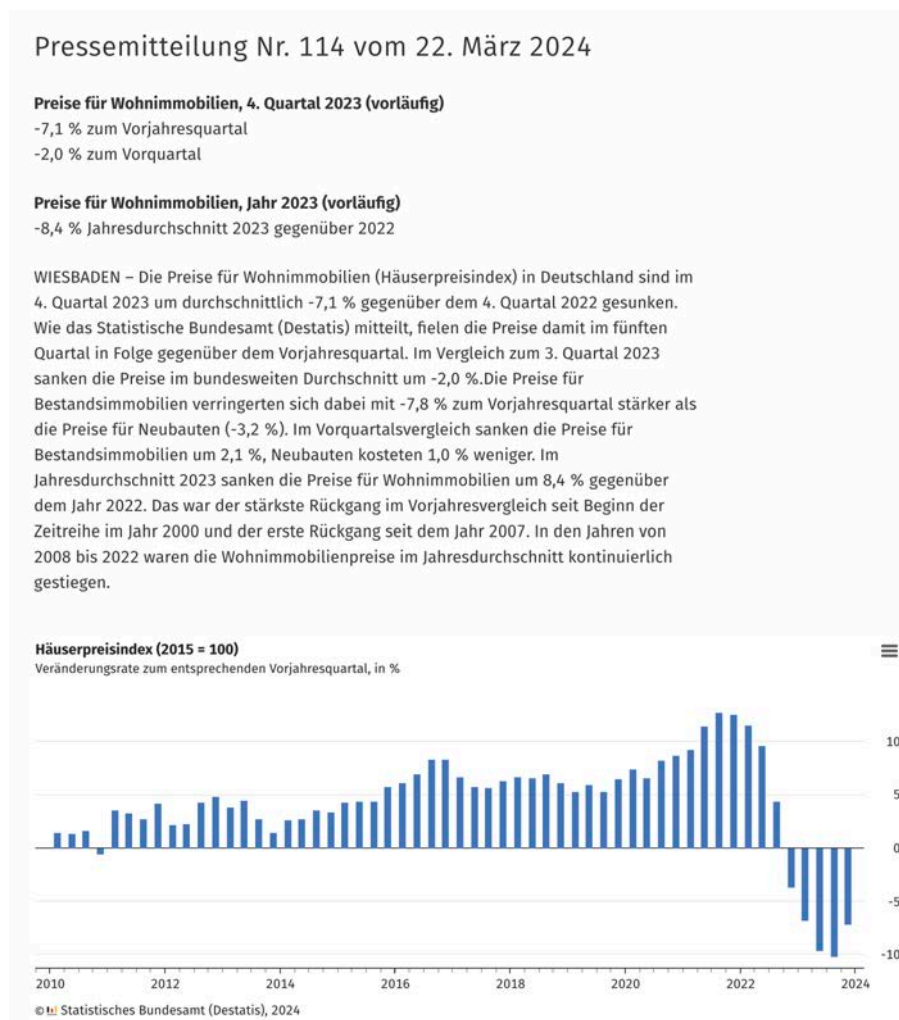 Pressemitteilung Nr. 114 vom 22. März 2024
Preise für Wohnimmobilien, 4. Quartal 2023 (vorläufig)
-7,1 % zum Vorjahresquartal
-2,0 % zum Vorquartal
Preise für Wohnimmobilien, Jahr 2023 (vorläufig)
-8,4 % Jahresdurchschnitt 2023 gegenüber 2022
WIESBADEN – Die Preise für Wohnimmobilien (Häuserpreisindex) in Deutschland sind im
4. Quartal 2023 um durchschnittlich -7,1 % gegenüber dem 4. Quartal 2022 gesunken.
Wie das Statistische Bundesamt (Destatis) mitteilt, fielen die Preise damit im fünften
Quartal in Folge gegenüber dem Vorjahresquartal. Im Vergleich zum 3. Quartal 2023
sanken die Preise im bundesweiten Durchschnitt um -2,0 %.Die Preise für
Bestandsimmobilien verringerten sich dabei mit -7,8 % zum Vorjahresquartal stärker als
die Preise für Neubauten (-3,2 %). Im Vorquartalsvergleich sanken die Preise für
Bestandsimmobilien um 2,1 %, Neubauten kosteten 1,0 % weniger. Im
Jahresdurchschnitt 2023 sanken die Preise für Wohnimmobilien um 8,4 % gegenüber
dem Jahr 2022. Das war der stärkste Rückgang im Vorjahresvergleich seit Beginn der
Zeitreihe im Jahr 2000 und der erste Rückgang seit dem Jahr 2007. In den Jahren von
2008 bis 2022 waren die Wohnimmobilienpreise im Jahresdurchschnitt kontinuierlich
gestiegen.
Häuserpreisindex (2015 = 100)
Veränderungsrate zum entsprechenden Vorjahresquartal, in %
10
5
0
-5
-10
2010 2012 2014 2016 2018 2020 2022 2024
© Statistisches Bundesamt (Destatis), 2024